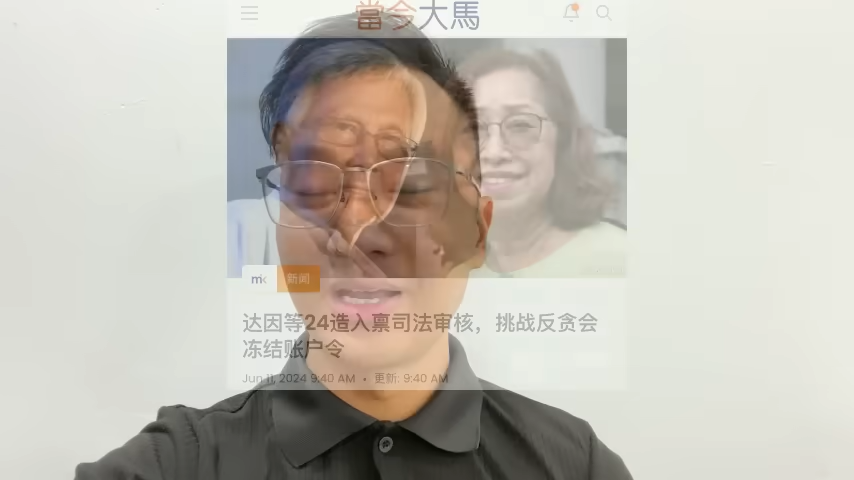 當今大馬
mk 新闻
达因等24造入禀司法审核，挑战反贪会
冻结账户令
Jun 11, 2024 9:40 AM • 更新: 9:40 AM